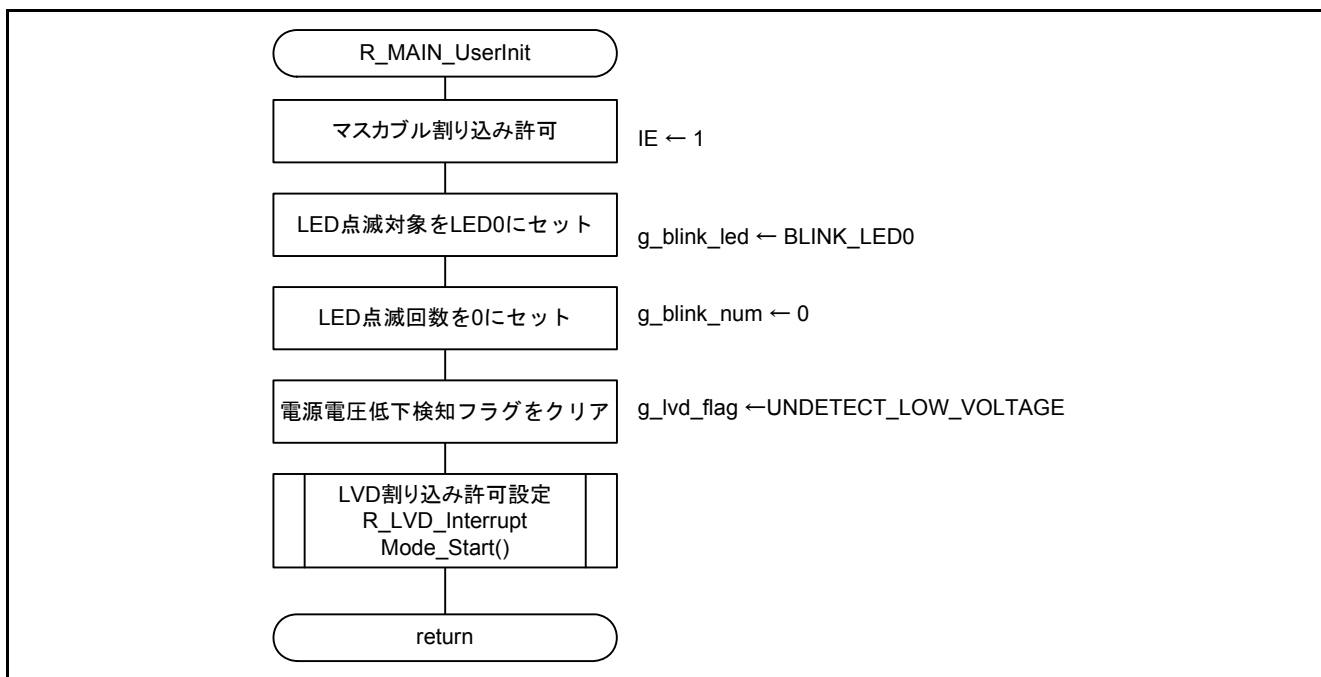 R_MAIN_UserInit
マスカブル割り込み許可
IE ← 1
LED点滅対象をLED0にセット
g_blink_led ← BLINK_LED0
LED点滅回数を0にセット
g_blink_num ← 0
電源電圧低下検知フラグをクリア
g_lvd_flag ←UNDETECT_LOW_VOLTAGE
LVD割り込み許可設定
R_LVD_Interrupt
Mode_Start()
return